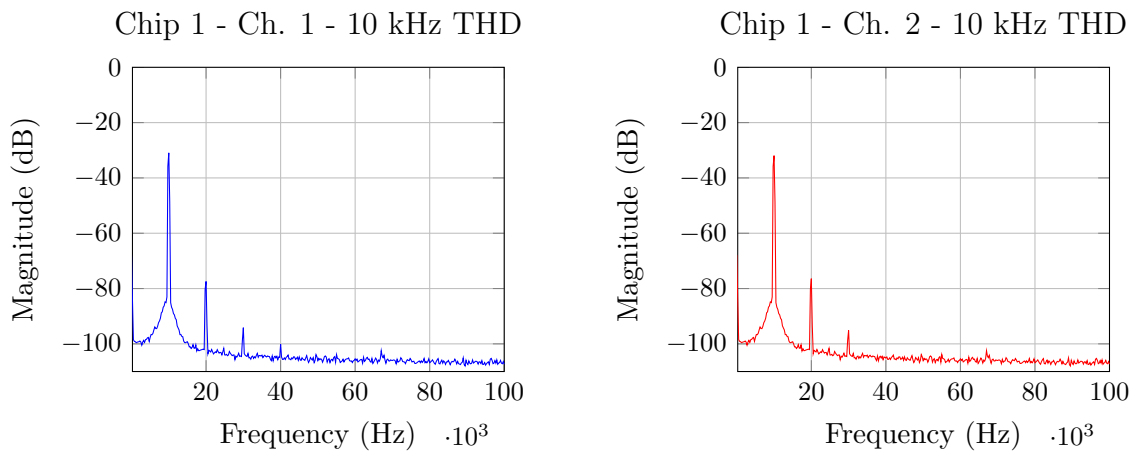 Chip 1 - Ch. 1 - 10 kHz THD
0
−20
−40
−60
−80
−100
Magnitude (dB)
20 40 60 80 100
Frequency (Hz) ·10³
Chip 1 - Ch. 2 - 10 kHz THD
0
−20
−40
−60
−80
−100
Magnitude (dB)
20 40 60 80 100
Frequency (Hz) ·10³